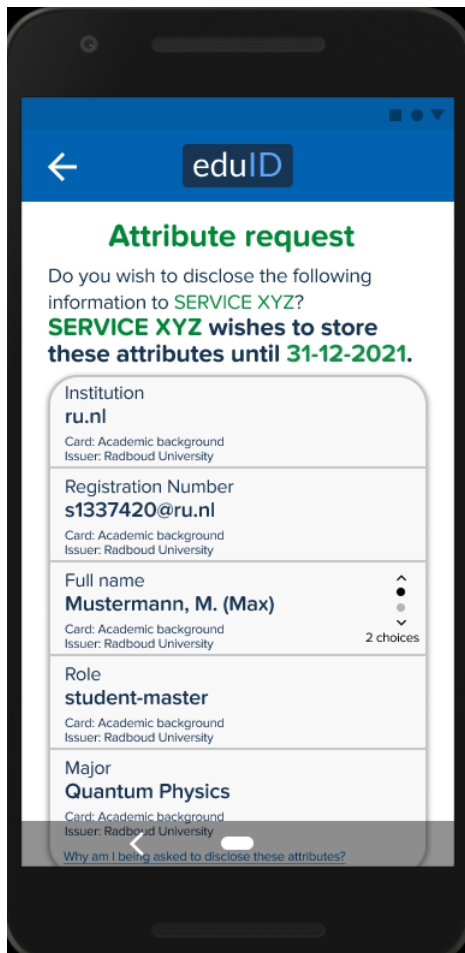 eduID
Attribute request
Do you wish to disclose the following
information to SERVICE XYZ?
SERVICE XYZ wishes to store
these attributes until 31-12-2021.
Institution
ru.nl
Card: Academic background
Issuer: Radboud University
Registration Number
s1337420@ru.nl
Card: Academic background
Issuer: Radboud University
Full name
Mustermann, M. (Max)
Card: Academic background
Issuer: Radboud University
2 choices
Role
student-master
Card: Academic background
Issuer: Radboud University
Major
Quantum Physics
Card: Academic background
Issuer: Radboud University
Why am I being asked to disclose these attributes?